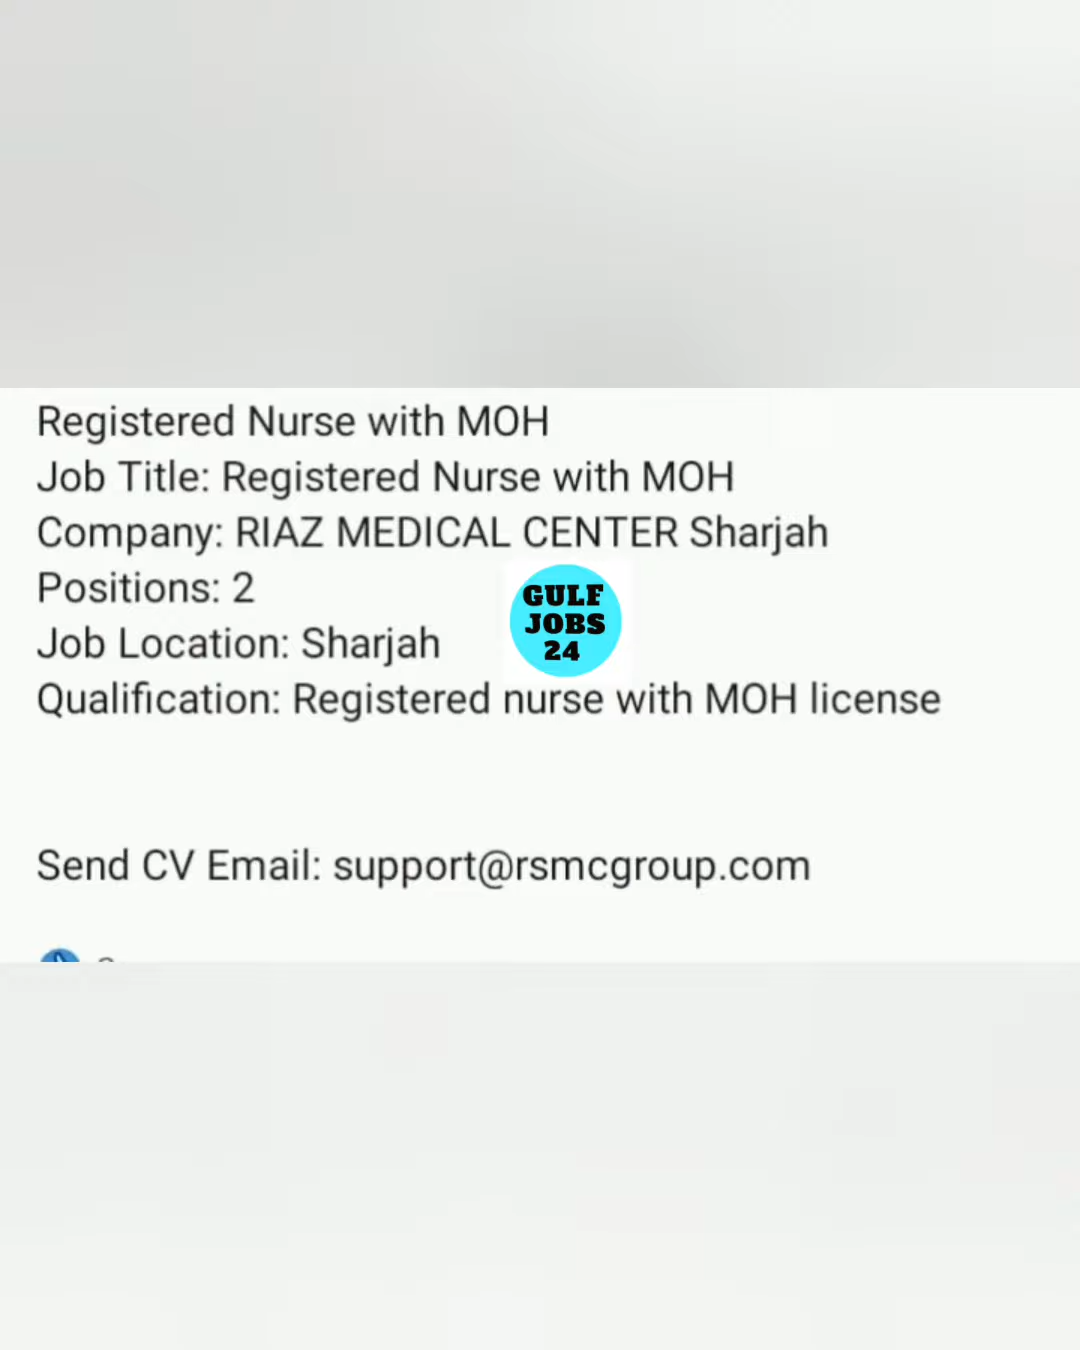 Registered Nurse with MOH
Job Title: Registered Nurse with MOH
Company: RIAZ MEDICAL CENTER Sharjah
Positions: 2
GULF
JOBS
24
Job Location: Sharjah
Qualification: Registered nurse with MOH license
Send CV Email: support@rsmcgroup.com